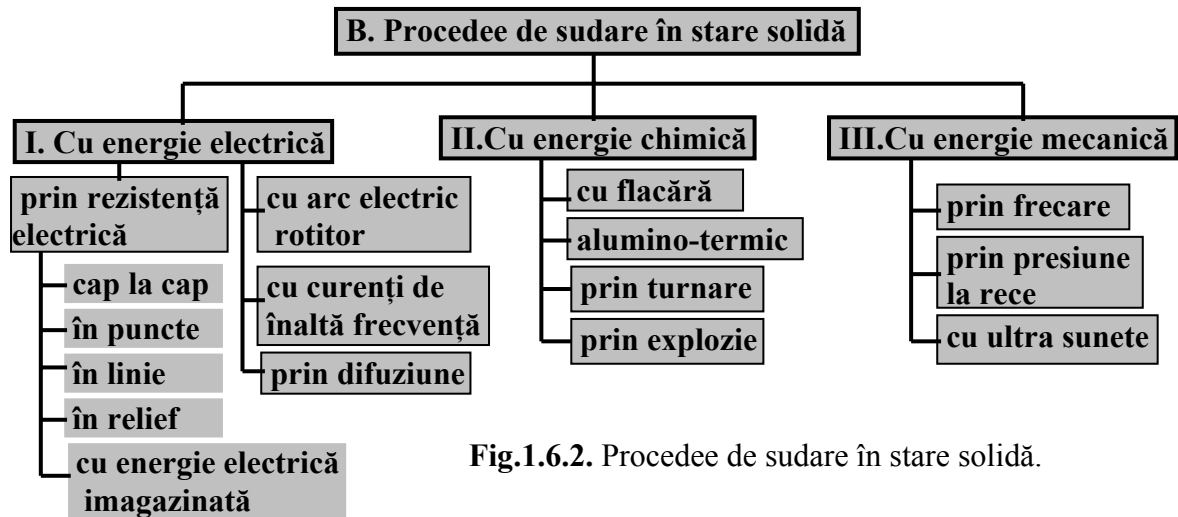 B. Procedee de sudare în stare solidă
I. Cu energie electrică
prin rezistență
electrică
cap la cap
în puncte
în linie
în relief
cu energie electrică
imagazinată
cu arc electric
rotitor
cu curenți de
înaltă frecvență
prin difuziune
II.Cu energie chimică
cu flacără
alumino-termic
prin turnare
prin explozie
III.Cu energie mecanică
prin frecare
prin presiune
la rece
cu ultra sunete
Fig.1.6.2. Procedee de sudare în stare solidă.